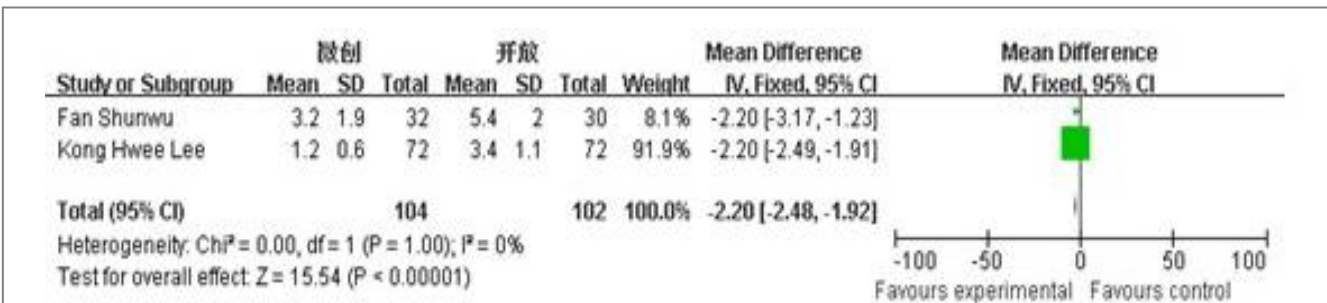 微创 开放 Mean Difference Mean Difference
Study or Subgroup Mean SD Total Mean SD Total Weight IV, Fixed, 95% CI IV, Fixed, 95% CI
Fan Shunwu 3.2 1.9 32 5.4 2 30 8.1% -2.20 [-3.17, -1.23]
Kong Hwee Lee 1.2 0.6 72 3.4 1.1 72 91.9% -2.20 [-2.49, -1.91]
Total (95% CI) 104 102 100.0% -2.20 [-2.48, -1.92]
Heterogeneity: Chi² = 0.00, df = 1 (P = 1.00); I² = 0%
Test for overall effect: Z = 15.54 (P < 0.00001)
-100 -50 0 50 100
Favours experimental Favours control